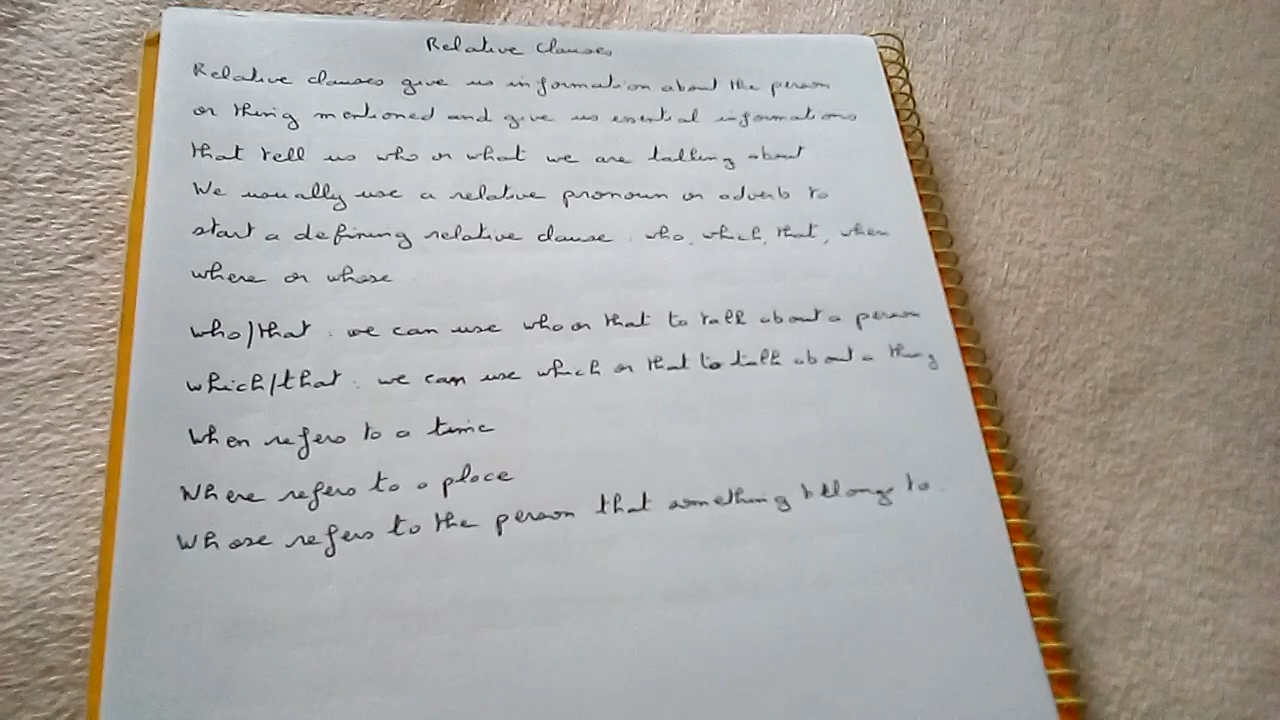 Relative Clauses
Relative clauses give us information about the person
or thing mentioned and give us essential informations
that tell us who or what we are talking about
We usually use a relative pronoun or adverb to
start a defining relative clause : who, which, that, when
where or whose
who/that : we can use who or that to talk about a person
which/that : we can use which or that to talk about a thing
When refers to a time
Where refers to a place
Whose refers to the person that something belongs to.